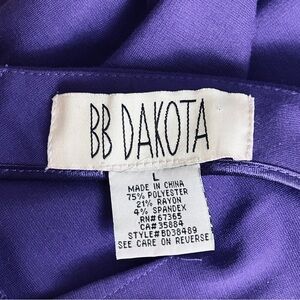 BB DAKOTA
L
MADE IN CHINA
75% POLYESTER
21% RAYON
4% SPANDEX
RN#67365
CA#35884
STYLE#BD38489
SEE CARE ON REVERSE